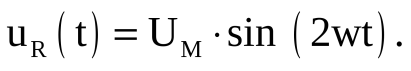 u_R(t) = U_M · sin (2wt).